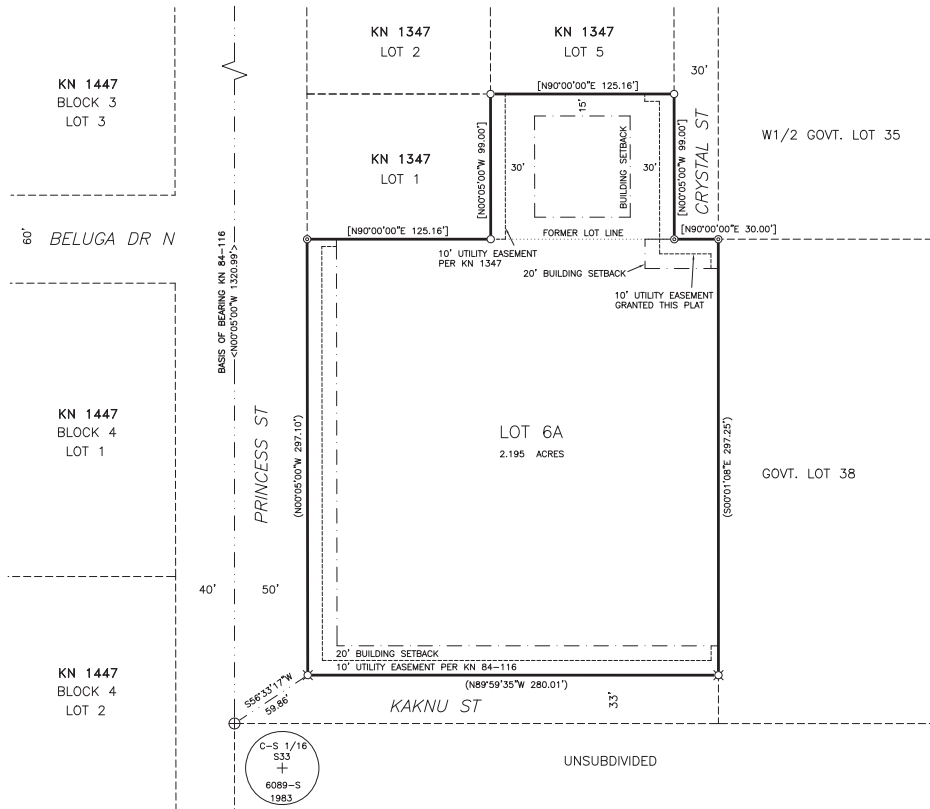 KN 1347
LOT 2
KN 1347
LOT 5
30'
KN 1447
BLOCK 3
LOT 3
[N90°00'00"E 125.16']
15'
W1/2 GOVT. LOT 35
KN 1347
LOT 1
[N00°05'00"W 99.00']
30'
BUILDING SETBACK
30'
[N00°05'00"W 99.00']
CRYSTAL ST
60'
BELUGA DR N
[N90°00'00"E 125.16']
FORMER LOT LINE
[N90°00'00"E 30.00']
10' UTILITY EASEMENT
PER KN 1347
20' BUILDING SETBACK
10' UTILITY EASEMENT
GRANTED THIS PLAT
BASIS OF BEARING KN 84-116
<N00°05'00"W 1320.99'>
KN 1447
BLOCK 4
LOT 1
PRINCESS ST
(N00°05'00"W 297.10')
LOT 6A
2.195 ACRES
(S00°01'08"E 297.25')
GOVT. LOT 38
40'
50'
20' BUILDING SETBACK
10' UTILITY EASEMENT PER KN 84-116
(N89°59'35"W 280.01')
KN 1447
BLOCK 4
LOT 2
S56°33'17"W
59.86'
KAKNU ST
33'
C-S 1/16
S33
6089-S
1983
UNSUBDIVIDED